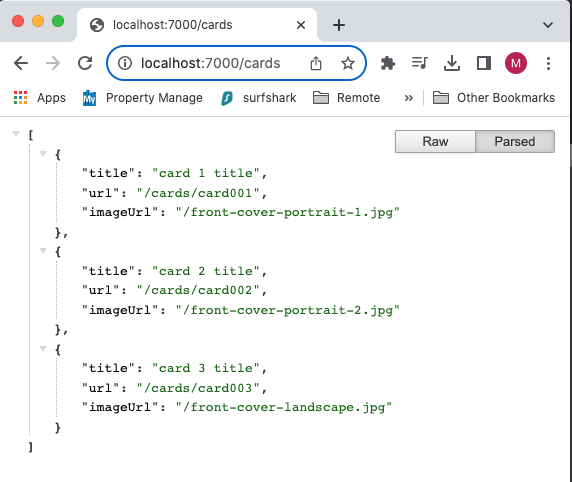 localhost:7000/cards
localhost:7000/cards
M
Apps
My Property Manage
surfshark
Remote
»
Other Bookmarks
Raw
Parsed
[
{
"title": "card 1 title",
"url": "/cards/card001",
"imageUrl": "/front-cover-portrait-1.jpg"
},
{
"title": "card 2 title",
"url": "/cards/card002",
"imageUrl": "/front-cover-portrait-2.jpg"
},
{
"title": "card 3 title",
"url": "/cards/card003",
"imageUrl": "/front-cover-landscape.jpg"
}
]